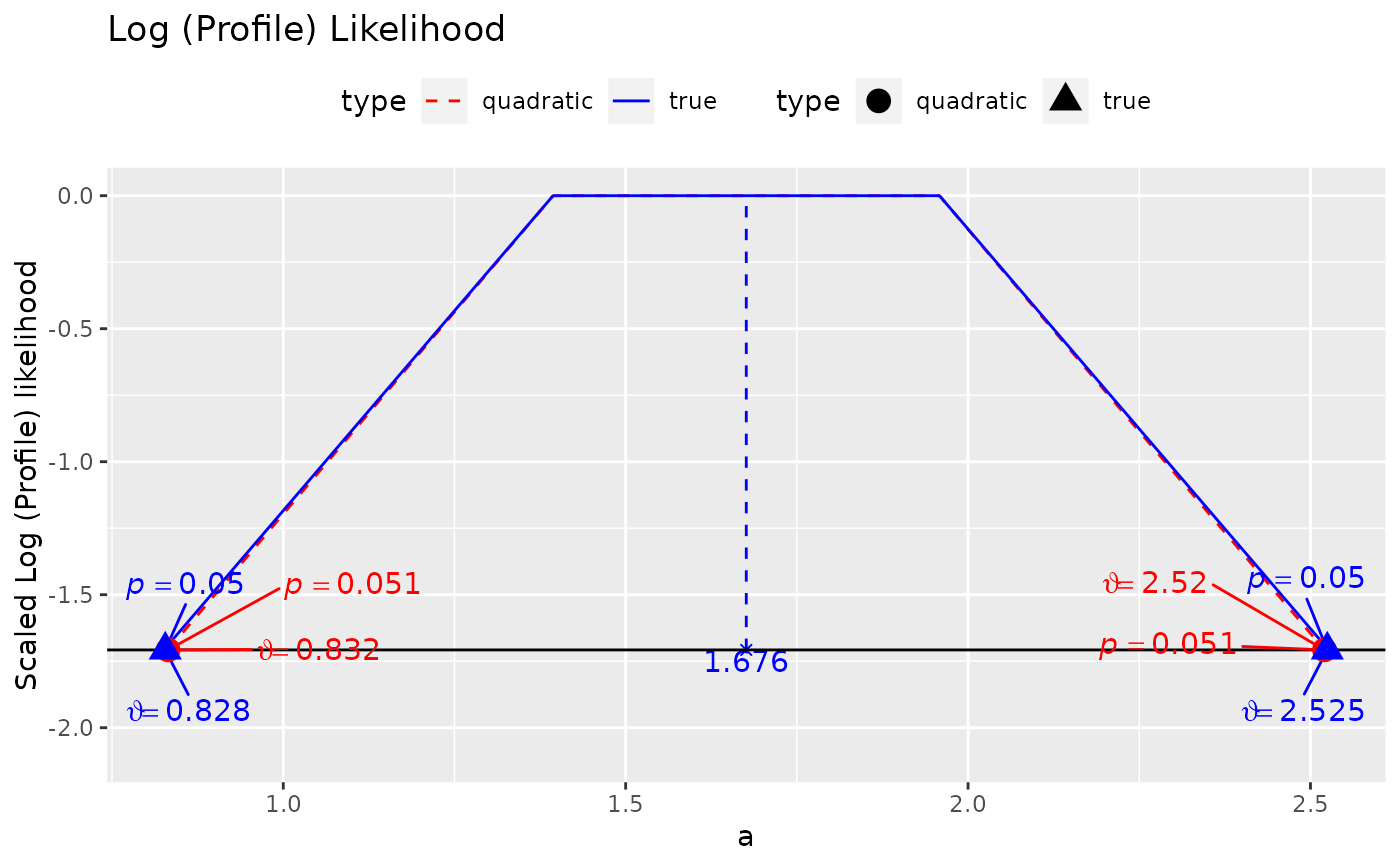 Log (Profile) Likelihood
type quadratic true type quadratic true
Scaled Log (Profile) likelihood
0.0
-0.5
-1.0
-1.5
-2.0
p = 0.05
p = 0.051
ϑ = 0.832
ϑ = 0.828
1.676
ϑ = 2.52
p = 0.05
p = 0.051
ϑ = 2.525
1.0 1.5 2.0 2.5
a